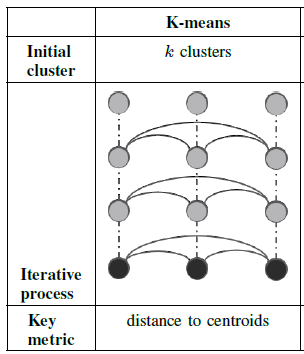 K-means
Initial
cluster
k clusters
Iterative
process
Key
metric
distance to centroids